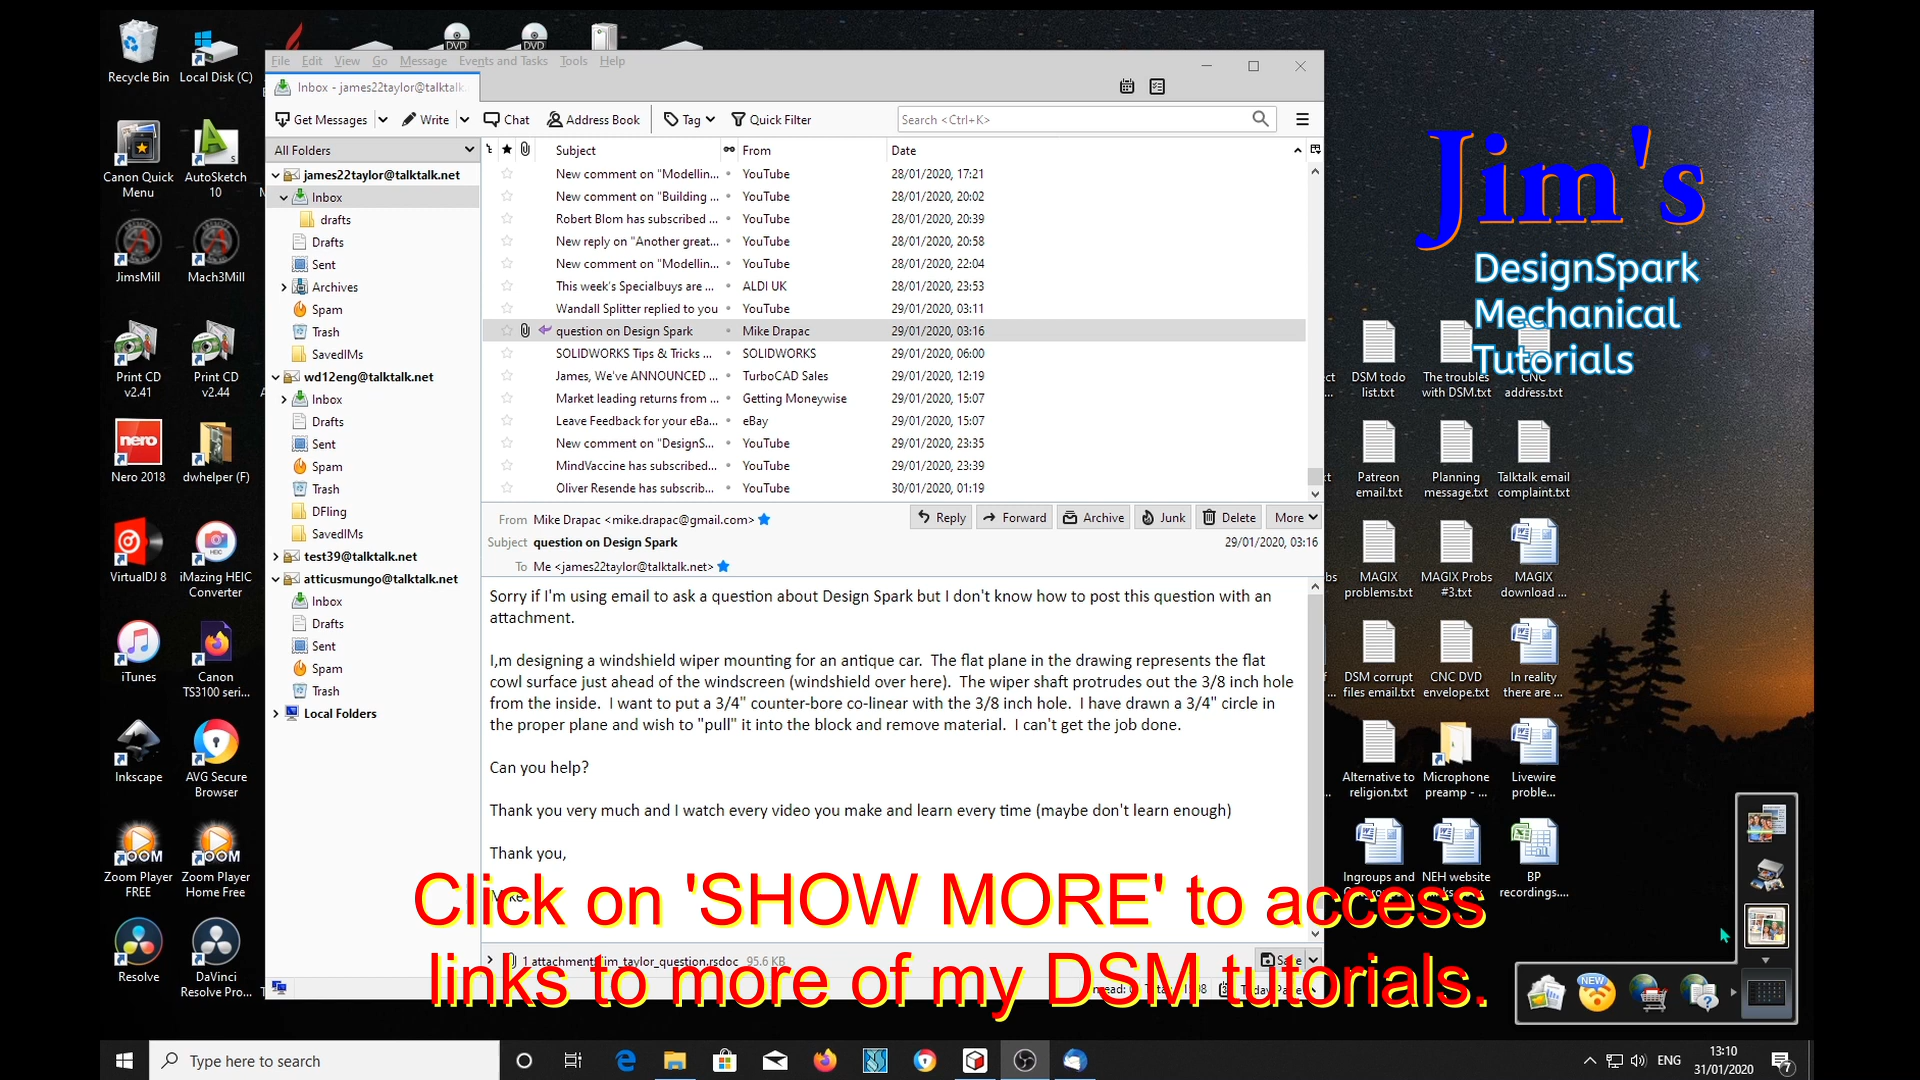 Recycle Bin
Local Disk (C)
Canon Quick Menu
AutoSketch 10
JimsMill
Mach3Mill
Print CD v2.41
Print CD v2.44
Nero 2018
dwhelper (F)
VirtualDJ 8
iMazing HEIC Converter
iTunes
Canon TS3100 seri...
Inkscape
AVG Secure Browser
Zoom Player FREE
Zoom Player Home Free
Resolve
DaVinci Resolve Pro...
File Edit View Go Message Events and Tasks Tools Help
Inbox - james22taylor@talktalk.
Get Messages Write Chat Address Book Tag Quick Filter Search <Ctrl+K>
All Folders
james22taylor@talktalk.net
Inbox
drafts
Drafts
Sent
Archives
Spam
Trash
SavedIMs
wd12eng@talktalk.net
Inbox
Drafts
Sent
Spam
Trash
DFling
SavedIMs
test39@talktalk.net
atticusmungo@talktalk.net
Inbox
Drafts
Sent
Spam
Trash
Local Folders
Subject From Date
New comment on "Modellin... YouTube 28/01/2020, 17:21
New comment on "Building ... YouTube 28/01/2020, 20:02
Robert Blom has subscribed ... YouTube 28/01/2020, 20:39
New reply on "Another great... YouTube 28/01/2020, 20:58
New comment on "Modellin... YouTube 28/01/2020, 22:04
This week's Specialbuys are ... ALDI UK 28/01/2020, 23:53
Wandall Splitter replied to you YouTube 29/01/2020, 03:11
question on Design Spark Mike Drapac 29/01/2020, 03:16
SOLIDWORKS Tips & Tricks ... SOLIDWORKS 29/01/2020, 06:00
James, We've ANNOUNCED ... TurboCAD Sales 29/01/2020, 12:19
Market leading returns from ... Getting Moneywise 29/01/2020, 15:07
Leave Feedback for your eBa... eBay 29/01/2020, 15:07
New comment on "DesignS... YouTube 29/01/2020, 23:35
MindVaccine has subscribed... YouTube 29/01/2020, 23:39
Oliver Resende has subscrib... YouTube 30/01/2020, 01:19
From Mike Drapac <mike.drapac@gmail.com> Reply Forward Archive Junk Delete More
Subject question on Design Spark 29/01/2020, 03:16
To Me <james22taylor@talktalk.net>
Sorry if I'm using email to ask a question about Design Spark but I don't know how to post this question with an
attachment.
I,m designing a windshield wiper mounting for an antique car. The flat plane in the drawing represents the flat
cowl surface just ahead of the windscreen (windshield over here). The wiper shaft protrudes out the 3/8 inch hole
from the inside. I want to put a 3/4" counter-bore co-linear with the 3/8 inch hole. I have drawn a 3/4" circle in
the proper plane and wish to "pull" it into the block and remove material. I can't get the job done.
Can you help?
Thank you very much and I watch every video you make and learn every time (maybe don't learn enough)
Thank you,
Click on 'SHOW MORE' to access
links to more of my DSM tutorials.
1 attachment jim_taylor_question.rsdoc 95.6 KB Save
Jim's
DesignSpark
Mechanical
Tutorials
DSM todo list.txt
The troubles with DSM.txt
CNC address.txt
Patreon email.txt
Planning message.txt
Talktalk email complaint.txt
MAGIX problems.txt
MAGIX Probs #3.txt
MAGIX download ...
DSM corrupt files email.txt
CNC DVD envelope.txt
In reality there are ...
Alternative to religion.txt
Microphone preamp - ...
Livewire proble...
Ingroups and
NEH website
BP recordings....
NEW
DVD
DVD
Type here to search
ENG
13:10
31/01/2020
7